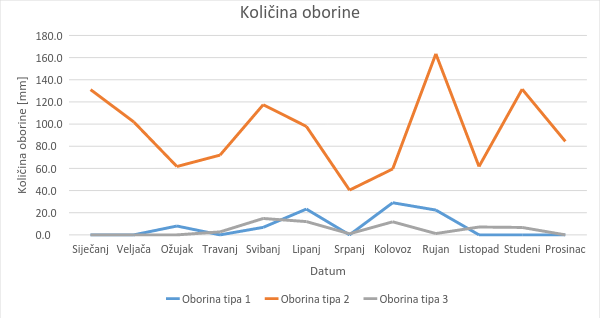 Količina oborine
Količina oborine [mm]
180.0
160.0
140.0
120.0
100.0
80.0
60.0
40.0
20.0
0.0
Siječanj Veljača Ožujak Travanj Svibanj Lipanj Srpanj Kolovoz Rujan Listopad Studeni Prosinac
Datum
Oborina tipa 1 Oborina tipa 2 Oborina tipa 3